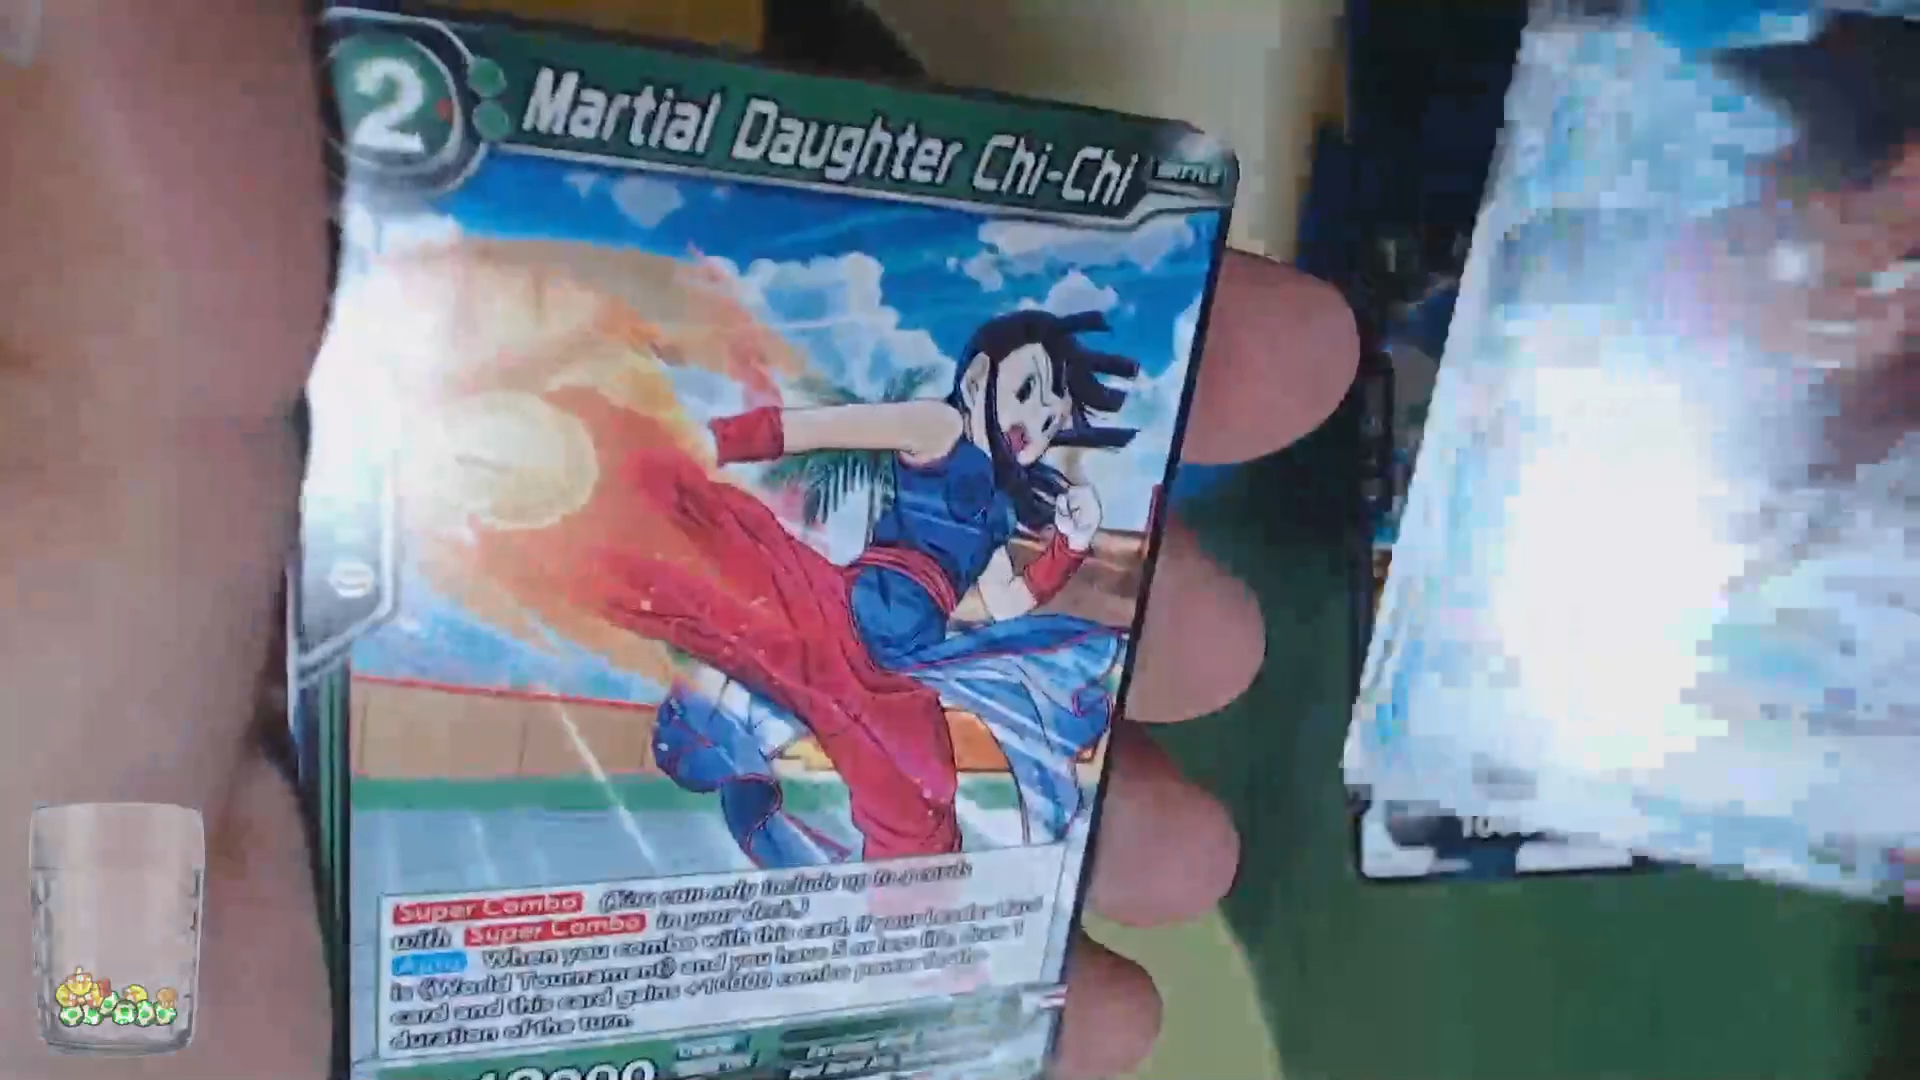 2 Martial Daughter Chi-Chi BATTLE
Super Combo (You can only include up to 4 cards
with Super Combo in your deck.)
When you combo with this card, if your Leader Card
is 《World Tournament》 and you have 5 or less life, draw 1
card and this card gains +10000 combo power for the
duration of the turn.